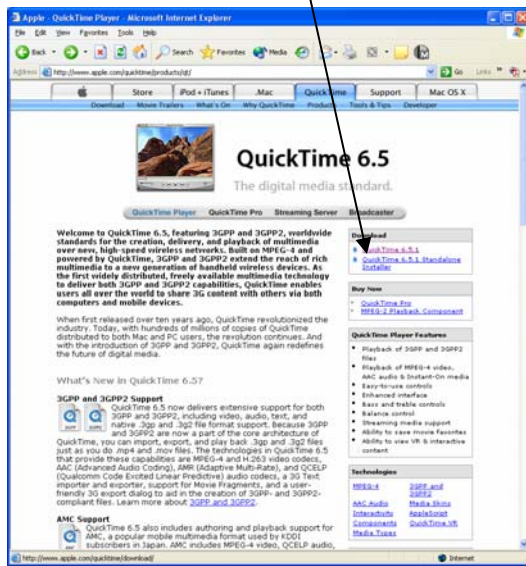 Apple - QuickTime Player - Microsoft Internet Explorer
File Edit View Favorites Tools Help
Back Search Favorites Media
Address http://www.apple.com/quicktime/products/qt/ Go Links
Store iPod + iTunes .Mac QuickTime Support Mac OS X
Download Movie Trailers What's On Why QuickTime Products Tools & Tips Developer
QuickTime 6.5
The digital media standard.
QuickTime Player QuickTime Pro Streaming Server Broadcaster
Welcome to QuickTime 6.5, featuring 3GPP and 3GPP2, worldwide
standards for the creation, delivery, and playback of multimedia
over new, high-speed wireless networks. Built on MPEG-4 and
powered by QuickTime, 3GPP and 3GPP2 extend the reach of rich
multimedia to a new generation of handheld wireless devices. As
the first widely distributed, freely available multimedia technology
to deliver both 3GPP and 3GPP2 capabilities, QuickTime enables
users all over the world to share 3G content with others via both
computers and mobile devices.
When first released over ten years ago, QuickTime revolutionized the
industry. Today, with hundreds of millions of copies of QuickTime
distributed to both Mac and PC users, the revolution continues. And
with the introduction of 3GPP and 3GPP2, QuickTime again redefines
the future of digital media.
What's New in QuickTime 6.5?
3GPP and 3GPP2 Support
QuickTime 6.5 now delivers extensive support for both
3GPP and 3GPP2, including video, audio, text, and
native .3gp and .3g2 file format support. Because 3GPP
and 3GPP2 are now a part of the core architecture of
QuickTime, you can import, export, and play back .3gp and .3g2 files
just as you do .mp4 and .mov files. The technologies in QuickTime 6.5
that provide these capabilities are MPEG-4 and H.263 video codecs,
AAC (Advanced Audio Coding), AMR (Adaptive Multi-Rate), and QCELP
(Qualcomm Code Excited Linear Predictive) audio codecs, a 3G Text
importer and exporter, support for Movie Fragments, and a user-
friendly 3G export dialog to aid in the creation of 3GPP- and 3GPP2-
compliant files. Learn more about 3GPP and 3GPP2.
AMC Support
QuickTime 6.5 also includes authoring and playback support for
AMC, a popular mobile multimedia format used by KDDI
subscribers in Japan. AMC includes MPEG-4 video, QCELP audio,
Download
QuickTime 6.5.1
QuickTime 6.5.1 Standalone
Installer
Buy Now
QuickTime Pro
MPEG-2 Playback Component
QuickTime Player Features
Playback of 3GPP and 3GPP2
files
Playback of MPEG-4 video,
AAC audio & Instant-On media
Easy-to-use controls
Enhanced interface
Bass and treble controls
Balance control
Streaming media support
Ability to save movie Favorites
Ability to view VR & interactive
content
Technologies
MPEG-4 3GPP and
3GPP2
AAC Audio Media Skins
Interactivity AppleScript
Components QuickTime VR
Media Types
http://www.apple.com/quicktime/download/ Internet